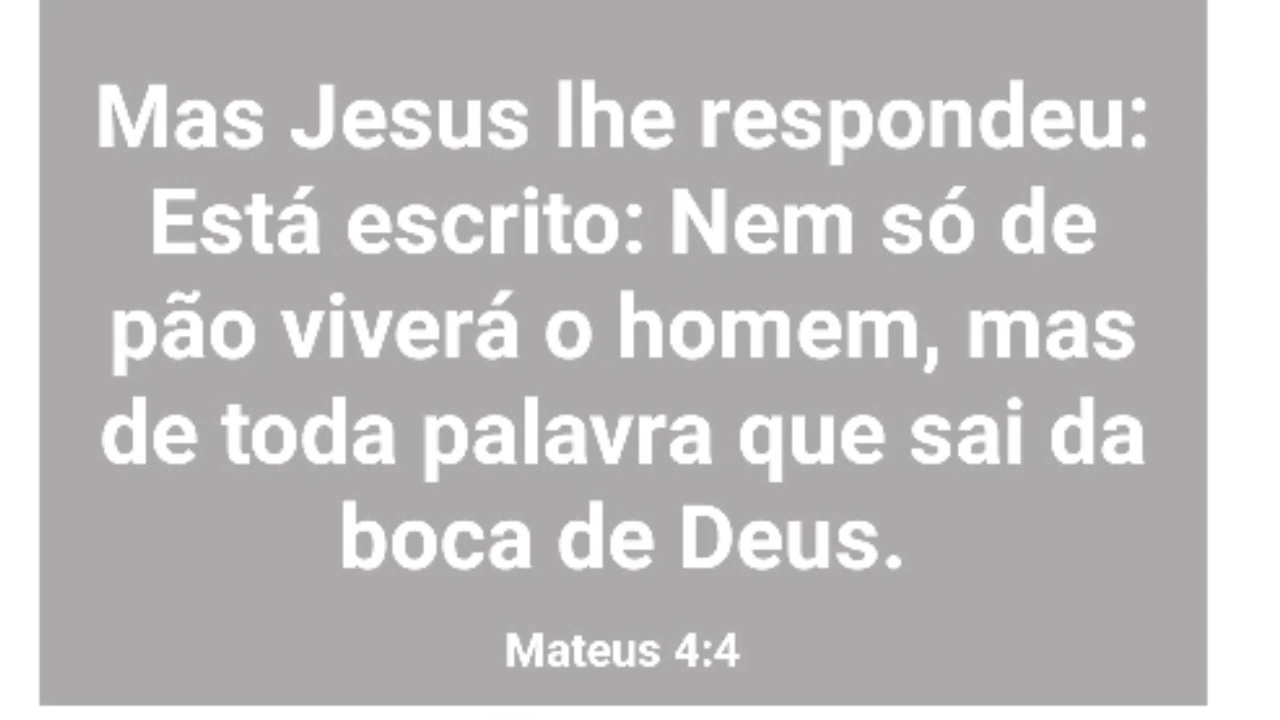 Mas Jesus lhe respondeu:
Está escrito: Nem só de
pão viverá o homem, mas
de toda palavra que sai da
boca de Deus.
Mateus 4:4